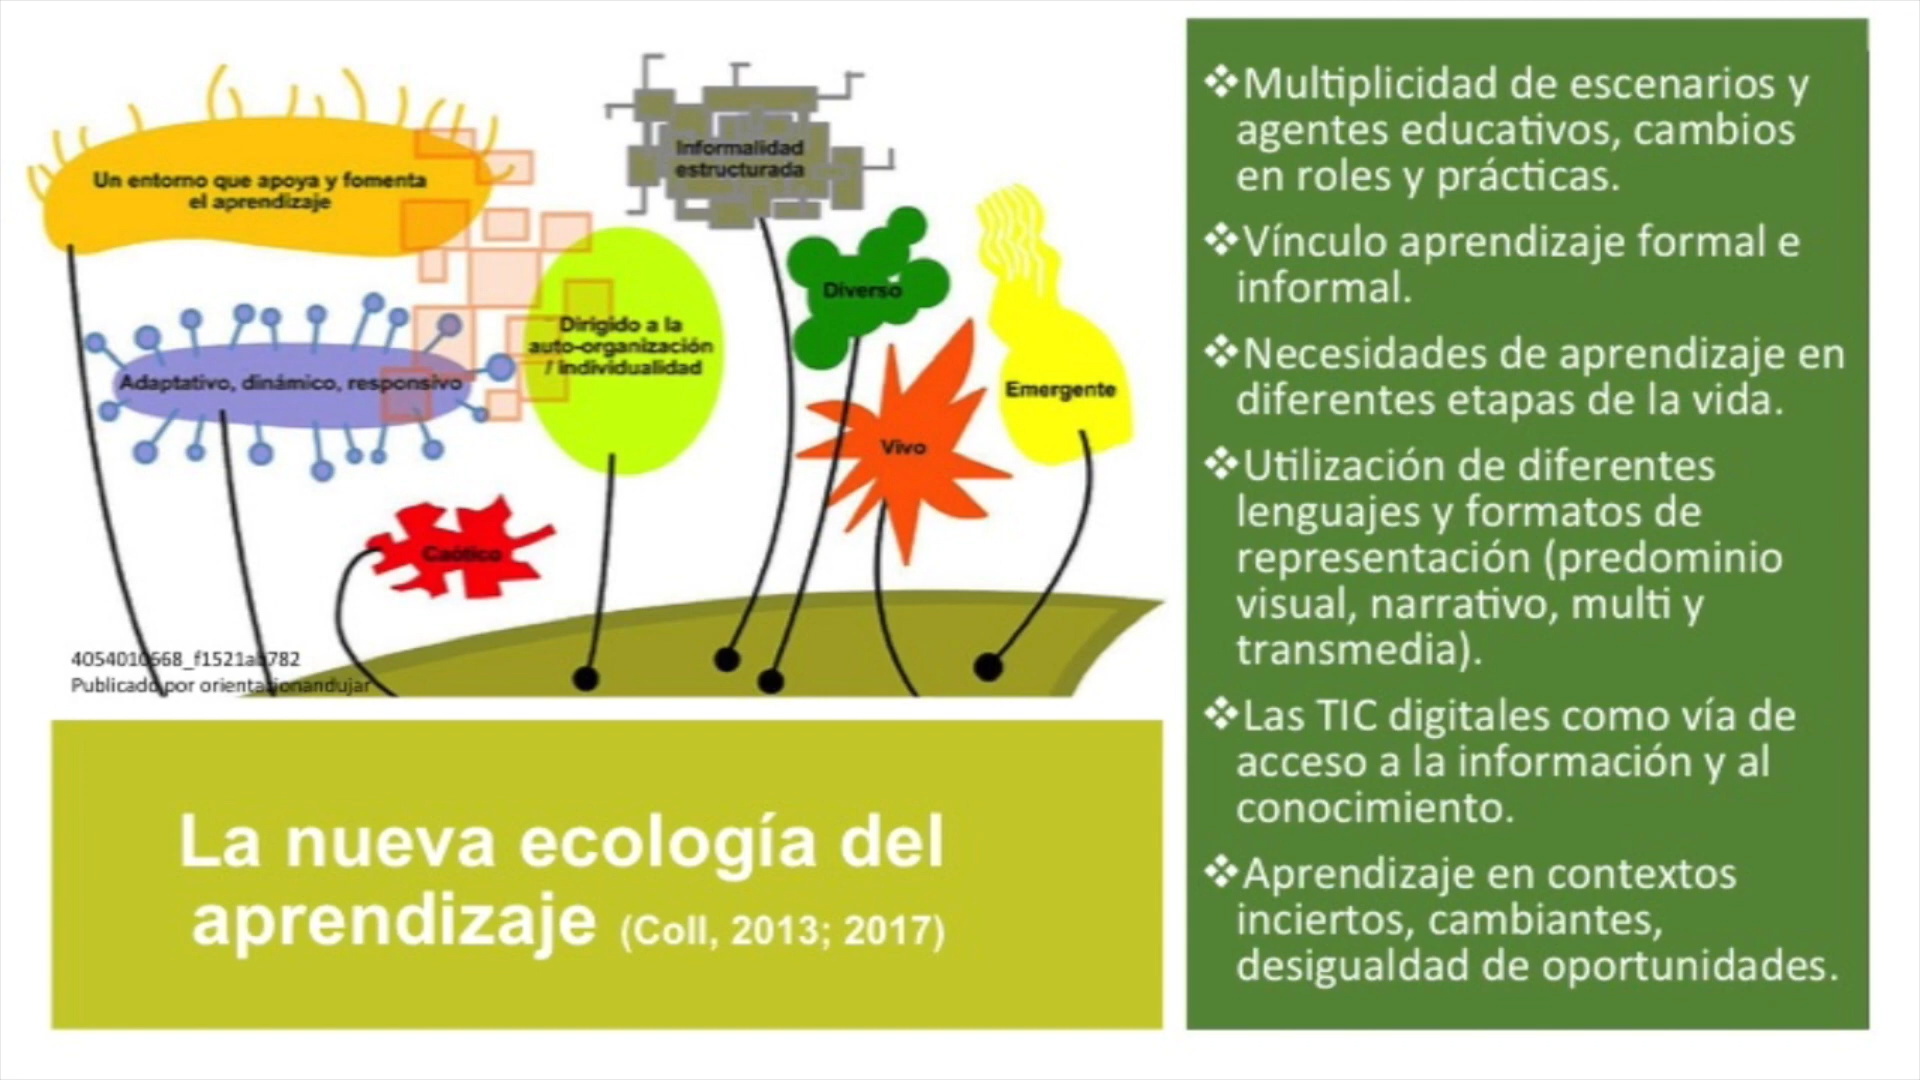 Un entorno que apoya y fomenta
el aprendizaje
Informalidad
estructurada
Diverso
Dirigido a la
auto-organización
/ individualidad
Adaptativo, dinámico, responsivo
Emergente
Vivo
Caótico
Publicado por orientacionandujar
La nueva ecología del
aprendizaje (Coll, 2013; 2017)
❖Multiplicidad de escenarios y
agentes educativos, cambios
en roles y prácticas.
❖Vínculo aprendizaje formal e
informal.
❖Necesidades de aprendizaje en
diferentes etapas de la vida.
❖Utilización de diferentes
lenguajes y formatos de
representación (predominio
visual, narrativo, multi y
transmedia).
❖Las TIC digitales como vía de
acceso a la información y al
conocimiento.
❖Aprendizaje en contextos
inciertos, cambiantes,
desigualdad de oportunidades.